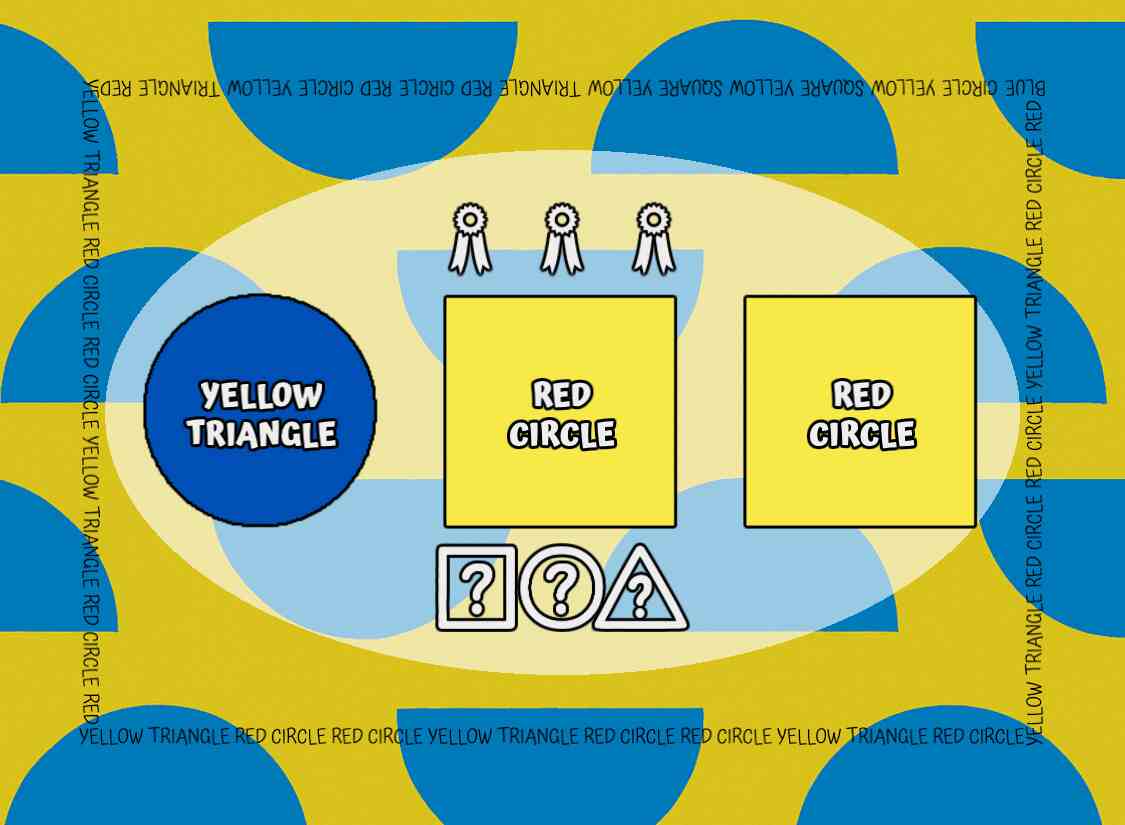 BLUE CIRCLE YELLOW SQUARE YELLOW SQUARE YELLOW TRIANGLE RED CIRCLE RED CIRCLE YELLOW TRIANGLE RED
YELLOW TRIANGLE RED CIRCLE RED CIRCLE YELLOW TRIANGLE RED CIRCLE RED
YELLOW
TRIANGLE
RED
CIRCLE
RED
CIRCLE
? ? ?
YELLOW TRIANGLE RED CIRCLE RED CIRCLE YELLOW TRIANGLE RED CIRCLE RED
YELLOW TRIANGLE RED CIRCLE RED CIRCLE YELLOW TRIANGLE RED CIRCLE RED CIRCLE YELLOW TRIANGLE RED CIRCLE